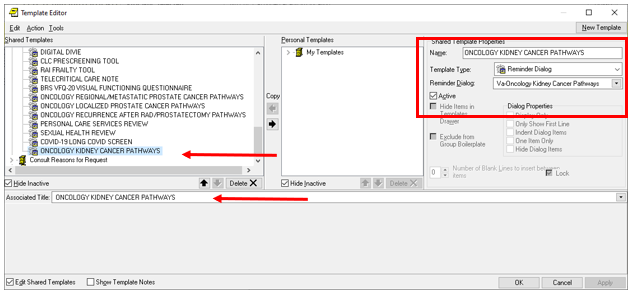 Template Editor
Edit Action Tools
New Template
Shared Templates
DIGITAL DIVE
CLC PRESCREENING TOOL
RAI FRAILTY TOOL
TELECRITICAL CARE NOTE
BRS VFQ-20 VISUAL FUNCTIONING QUESTIONNAIRE
ONCOLOGY REGIONAL/METASTATIC PROSTATE CANCER PATHWAYS
ONCOLOGY LOCALIZED PROSTATE CANCER PATHWAYS
ONCOLOGY RECURRENCE AFTER RAD/PROSTATECTOMY PATHWAYS
PERSONAL CARE SERVICES REVIEW
SEXUAL HEALTH REVIEW
COVID-19 LONG COVID SCREEN
ONCOLOGY KIDNEY CANCER PATHWAYS
Consult Reasons for Request
Hide Inactive
Delete
Copy
Personal Templates
My Templates
Hide Inactive
Delete
Shared Template Properties
Name: ONCOLOGY KIDNEY CANCER PATHWAYS
Template Type: Reminder Dialog
Reminder Dialog: Va-Oncology Kidney Cancer Pathways
Active
Hide Items in
Templates
Drawer
Exclude from
Group Boilerplate
Dialog Properties
Display Only
Only Show First Line
Indent Dialog Items
One Item Only
Hide Dialog Items
0 Number of Blank Lines to insert between
items
Lock
Associated Title: ONCOLOGY KIDNEY CANCER PATHWAYS
Edit Shared Templates
Show Template Notes
OK
Cancel
Apply